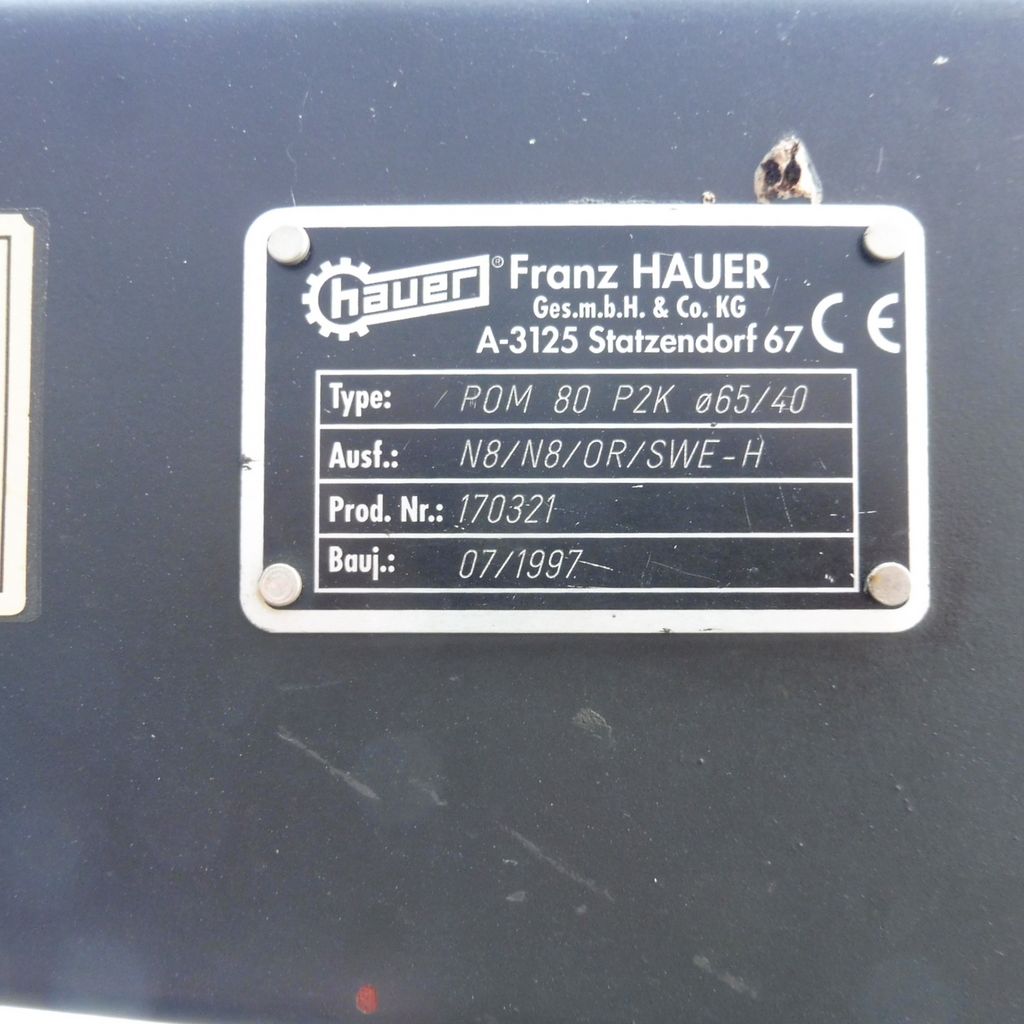 hauer® Franz HAUER
Ges.m.b.H. & Co. KG
A-3125 Statzendorf 67 CE
Type: POM 80 P2K ø65/40
Ausf.: N8/N8/OR/SWE-H
Prod. Nr.: 170321
Bauj.: 07/1997